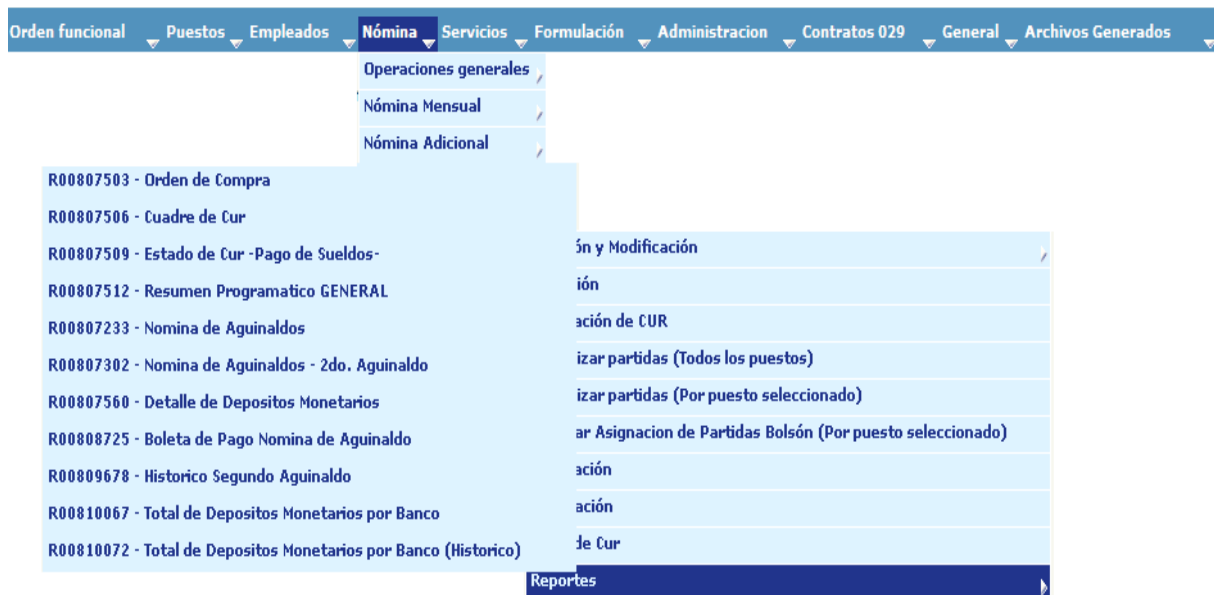 Orden funcional Puestos Empleados Nómina Servicios Formulación Administracion Contratos 029 General Archivos Generados
Operaciones generales
Nómina Mensual
Nómina Adicional
R00807503 - Orden de Compra
R00807506 - Cuadre de Cur
R00807509 - Estado de Cur -Pago de Sueldos-
R00807512 - Resumen Programatico GENERAL
R00807233 - Nomina de Aguinaldos
R00807302 - Nomina de Aguinaldos - 2do. Aguinaldo
R00807560 - Detalle de Depositos Monetarios
R00808725 - Boleta de Pago Nomina de Aguinaldo
R00809678 - Historico Segundo Aguinaldo
R00810067 - Total de Depositos Monetarios por Banco
R00810072 - Total de Depositos Monetarios por Banco (Historico)
ón y Modificación
ión
ación de CUR
izar partidas (Todos los puestos)
izar partidas (Por puesto seleccionado)
ar Asignacion de Partidas Bolsón (Por puesto seleccionado)
ación
ación
de Cur
Reportes